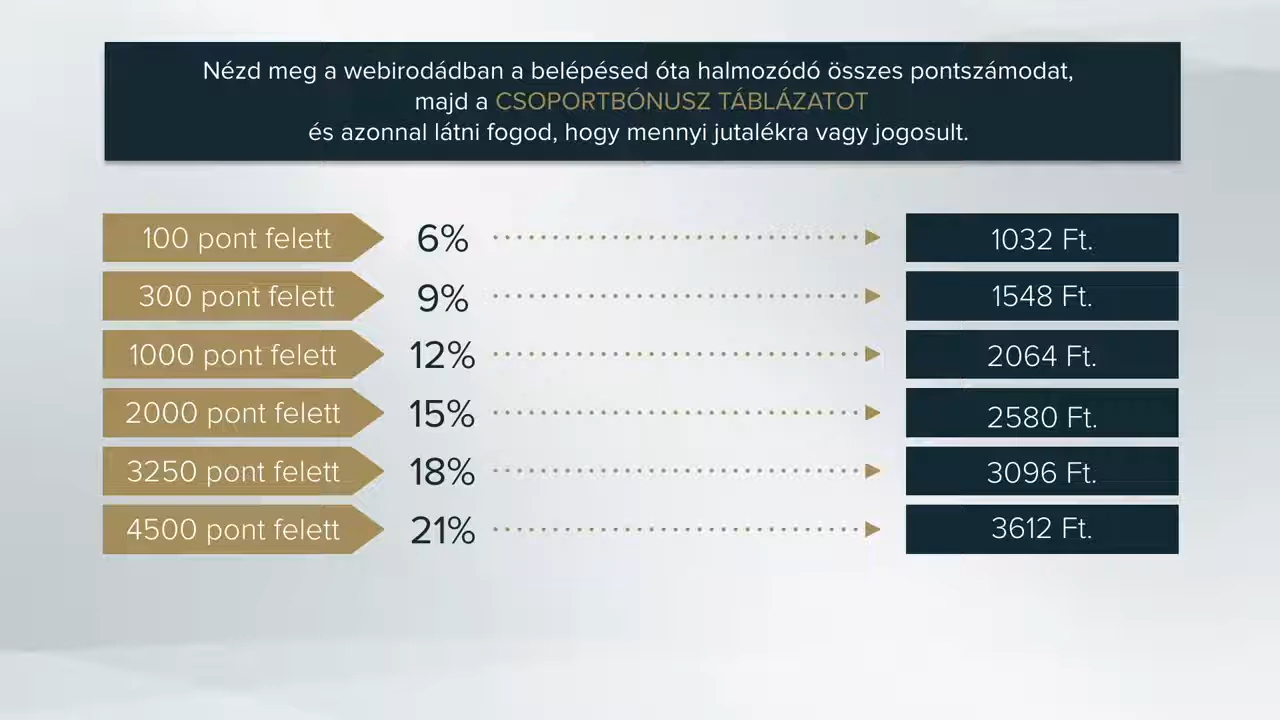 Nézd meg a webirodádban a belépésed óta halmozódó összes pontszámodat,
majd a CSOPORTBÓNUSZ TÁBLÁZATOT
és azonnal látni fogod, hogy mennyi jutalékra vagy jogosult.
100 pont felett 6% 1032 Ft.
300 pont felett 9% 1548 Ft.
1000 pont felett 12% 2064 Ft.
2000 pont felett 15% 2580 Ft.
3250 pont felett 18% 3096 Ft.
4500 pont felett 21% 3612 Ft.